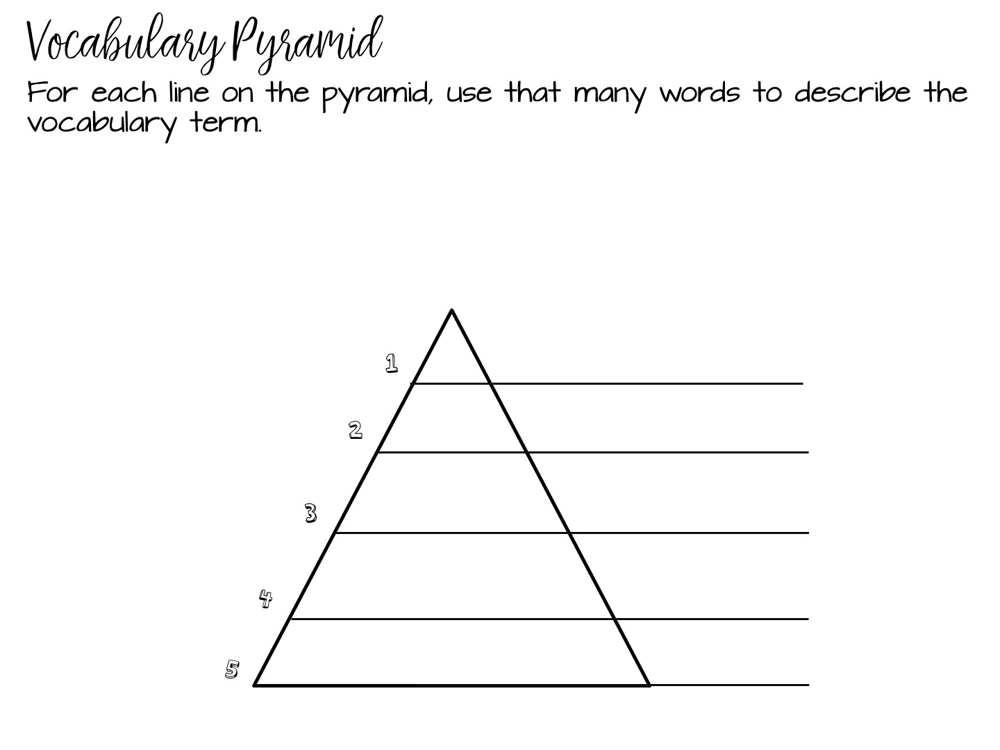 Vocabulary Pyramid
For each line on the pyramid, use that many words to describe the
vocabulary term.
1
2
3
4
5